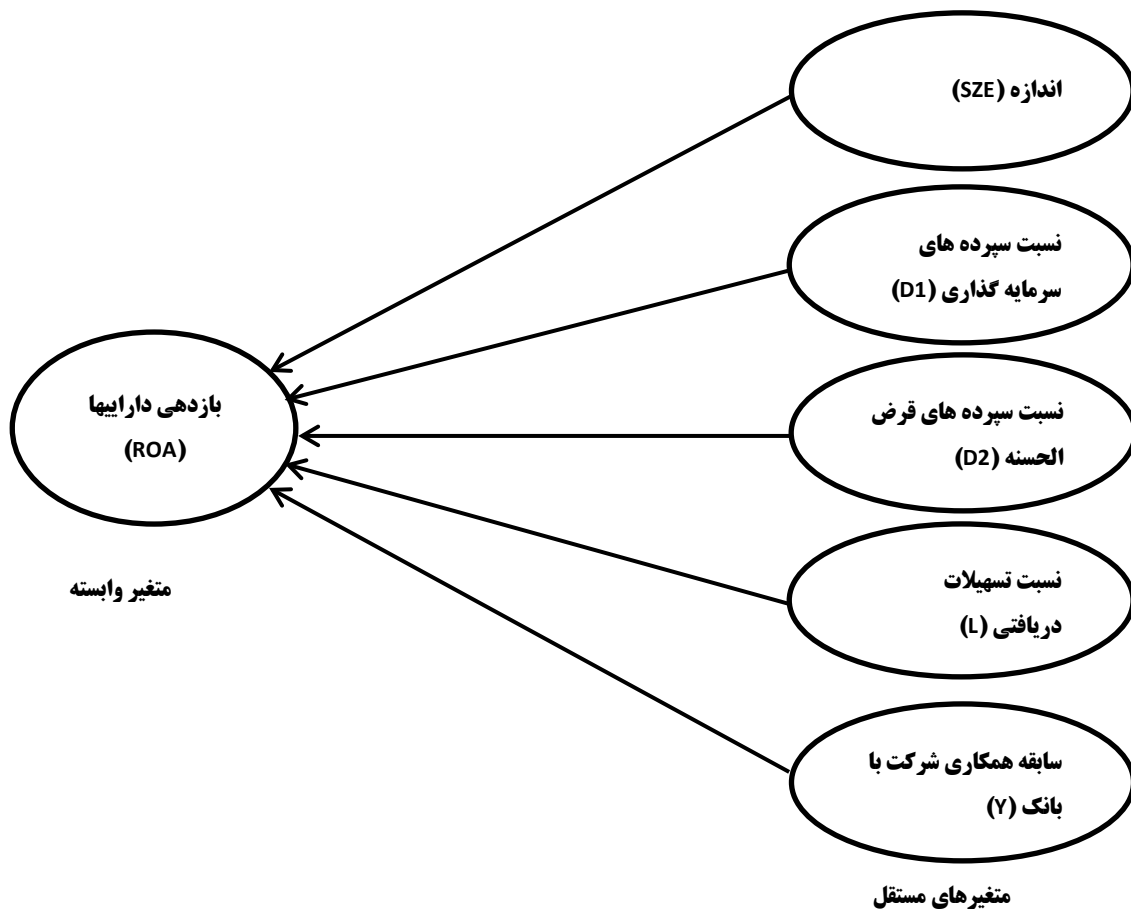 اندازه (SZE)
نسبت سپرده های
سرمایه گذاری (D1)
نسبت سپرده های قرض
الحسنه (D2)
نسبت تسهیلات
دریافتی (L)
سابقه همکاری شرکت با
بانک (Y)
متغیرهای مستقل
بازدهی داراییها
(ROA)
متغیر وابسته